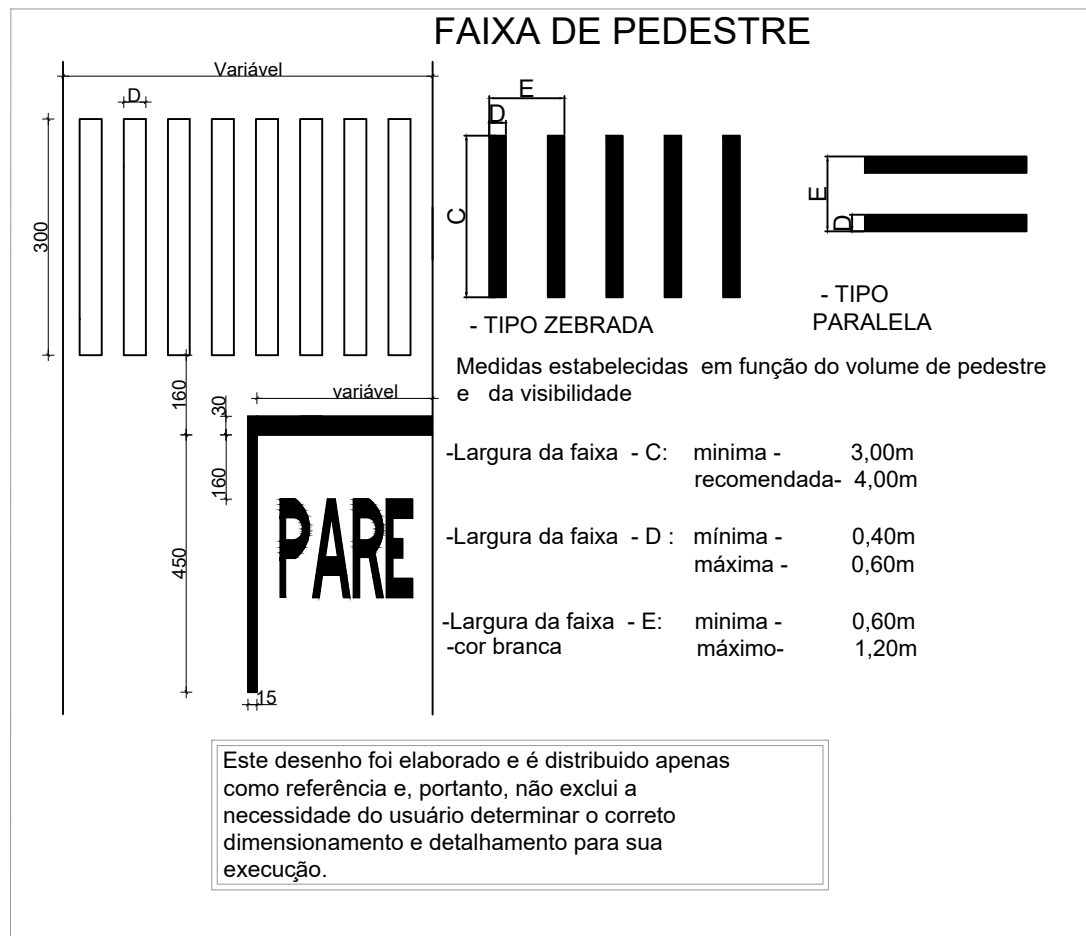 FAIXA DE PEDESTRE
Variável
D
300
160
variável
30
160
450
PARE
15
E
D
C
- TIPO ZEBRADA
E
D
- TIPO
PARALELA
Medidas estabelecidas em função do volume de pedestre
e da visibilidade
-Largura da faixa - C: minima - 3,00m
recomendada- 4,00m
-Largura da faixa - D : mínima - 0,40m
máxima - 0,60m
-Largura da faixa - E: minima - 0,60m
-cor branca máximo- 1,20m
Este desenho foi elaborado e é distribuido apenas
como referência e, portanto, não exclui a
necessidade do usuário determinar o correto
dimensionamento e detalhamento para sua
execução.